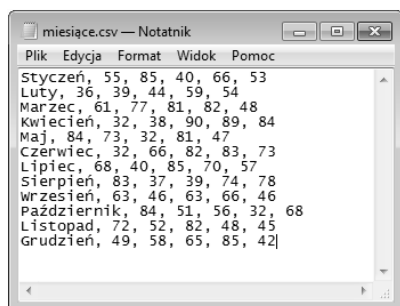 miesiące.csv — Notatnik
Plik Edycja Format Widok Pomoc
Styczeń, 55, 85, 40, 66, 53
Luty, 36, 39, 44, 59, 54
Marzec, 61, 77, 81, 82, 48
Kwiecień, 32, 38, 90, 89, 84
Maj, 84, 73, 32, 81, 47
Czerwiec, 32, 66, 82, 83, 73
Lipiec, 68, 40, 85, 70, 57
Sierpień, 83, 37, 39, 74, 78
Wrzesień, 63, 46, 63, 66, 46
Październik, 84, 51, 56, 32, 68
Listopad, 72, 52, 82, 48, 45
Grudzień, 49, 58, 65, 85, 42